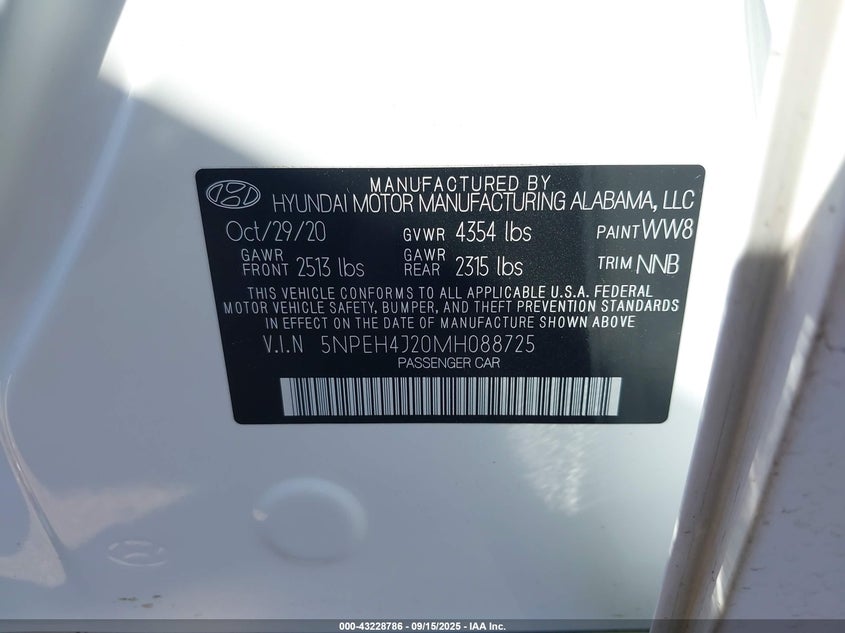 MANUFACTURED BY
HYUNDAI MOTOR MANUFACTURING ALABAMA, LLC
Oct/29/20 GVWR 4354 lbs PAINT WW8
GAWR FRONT 2513 lbs GAWR REAR 2315 lbs TRIM NNB
THIS VEHICLE CONFORMS TO ALL APPLICABLE U.S.A. FEDERAL
MOTOR VEHICLE SAFETY, BUMPER, AND THEFT PREVENTION STANDARDS
IN EFFECT ON THE DATE OF MANUFACTURE SHOWN ABOVE.
V.I.N 5NPEH4J20MH088725
PASSENGER CAR
000-43228786 - 09/15/2025 - IAA Inc.